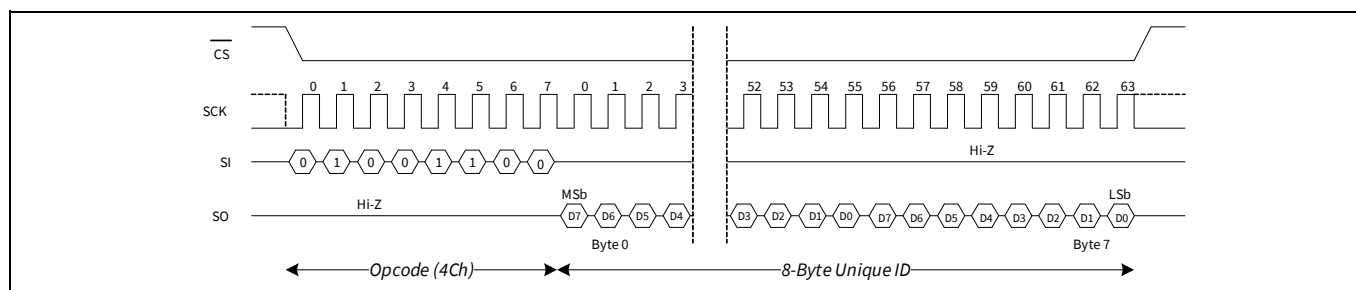 CS
0 1 2 3 4 5 6 7 0 1 2 3 52 53 54 55 56 57 58 59 60 61 62 63
SCK
Hi-Z
SI 0 1 0 0 1 1 0 0
Hi-Z MSb LSb
SO D7 D6 D5 D4 D3 D2 D1 D0 D7 D6 D5 D4 D3 D2 D1 D0
Byte 0 Byte 7
Opcode (4Ch) 8-Byte Unique ID